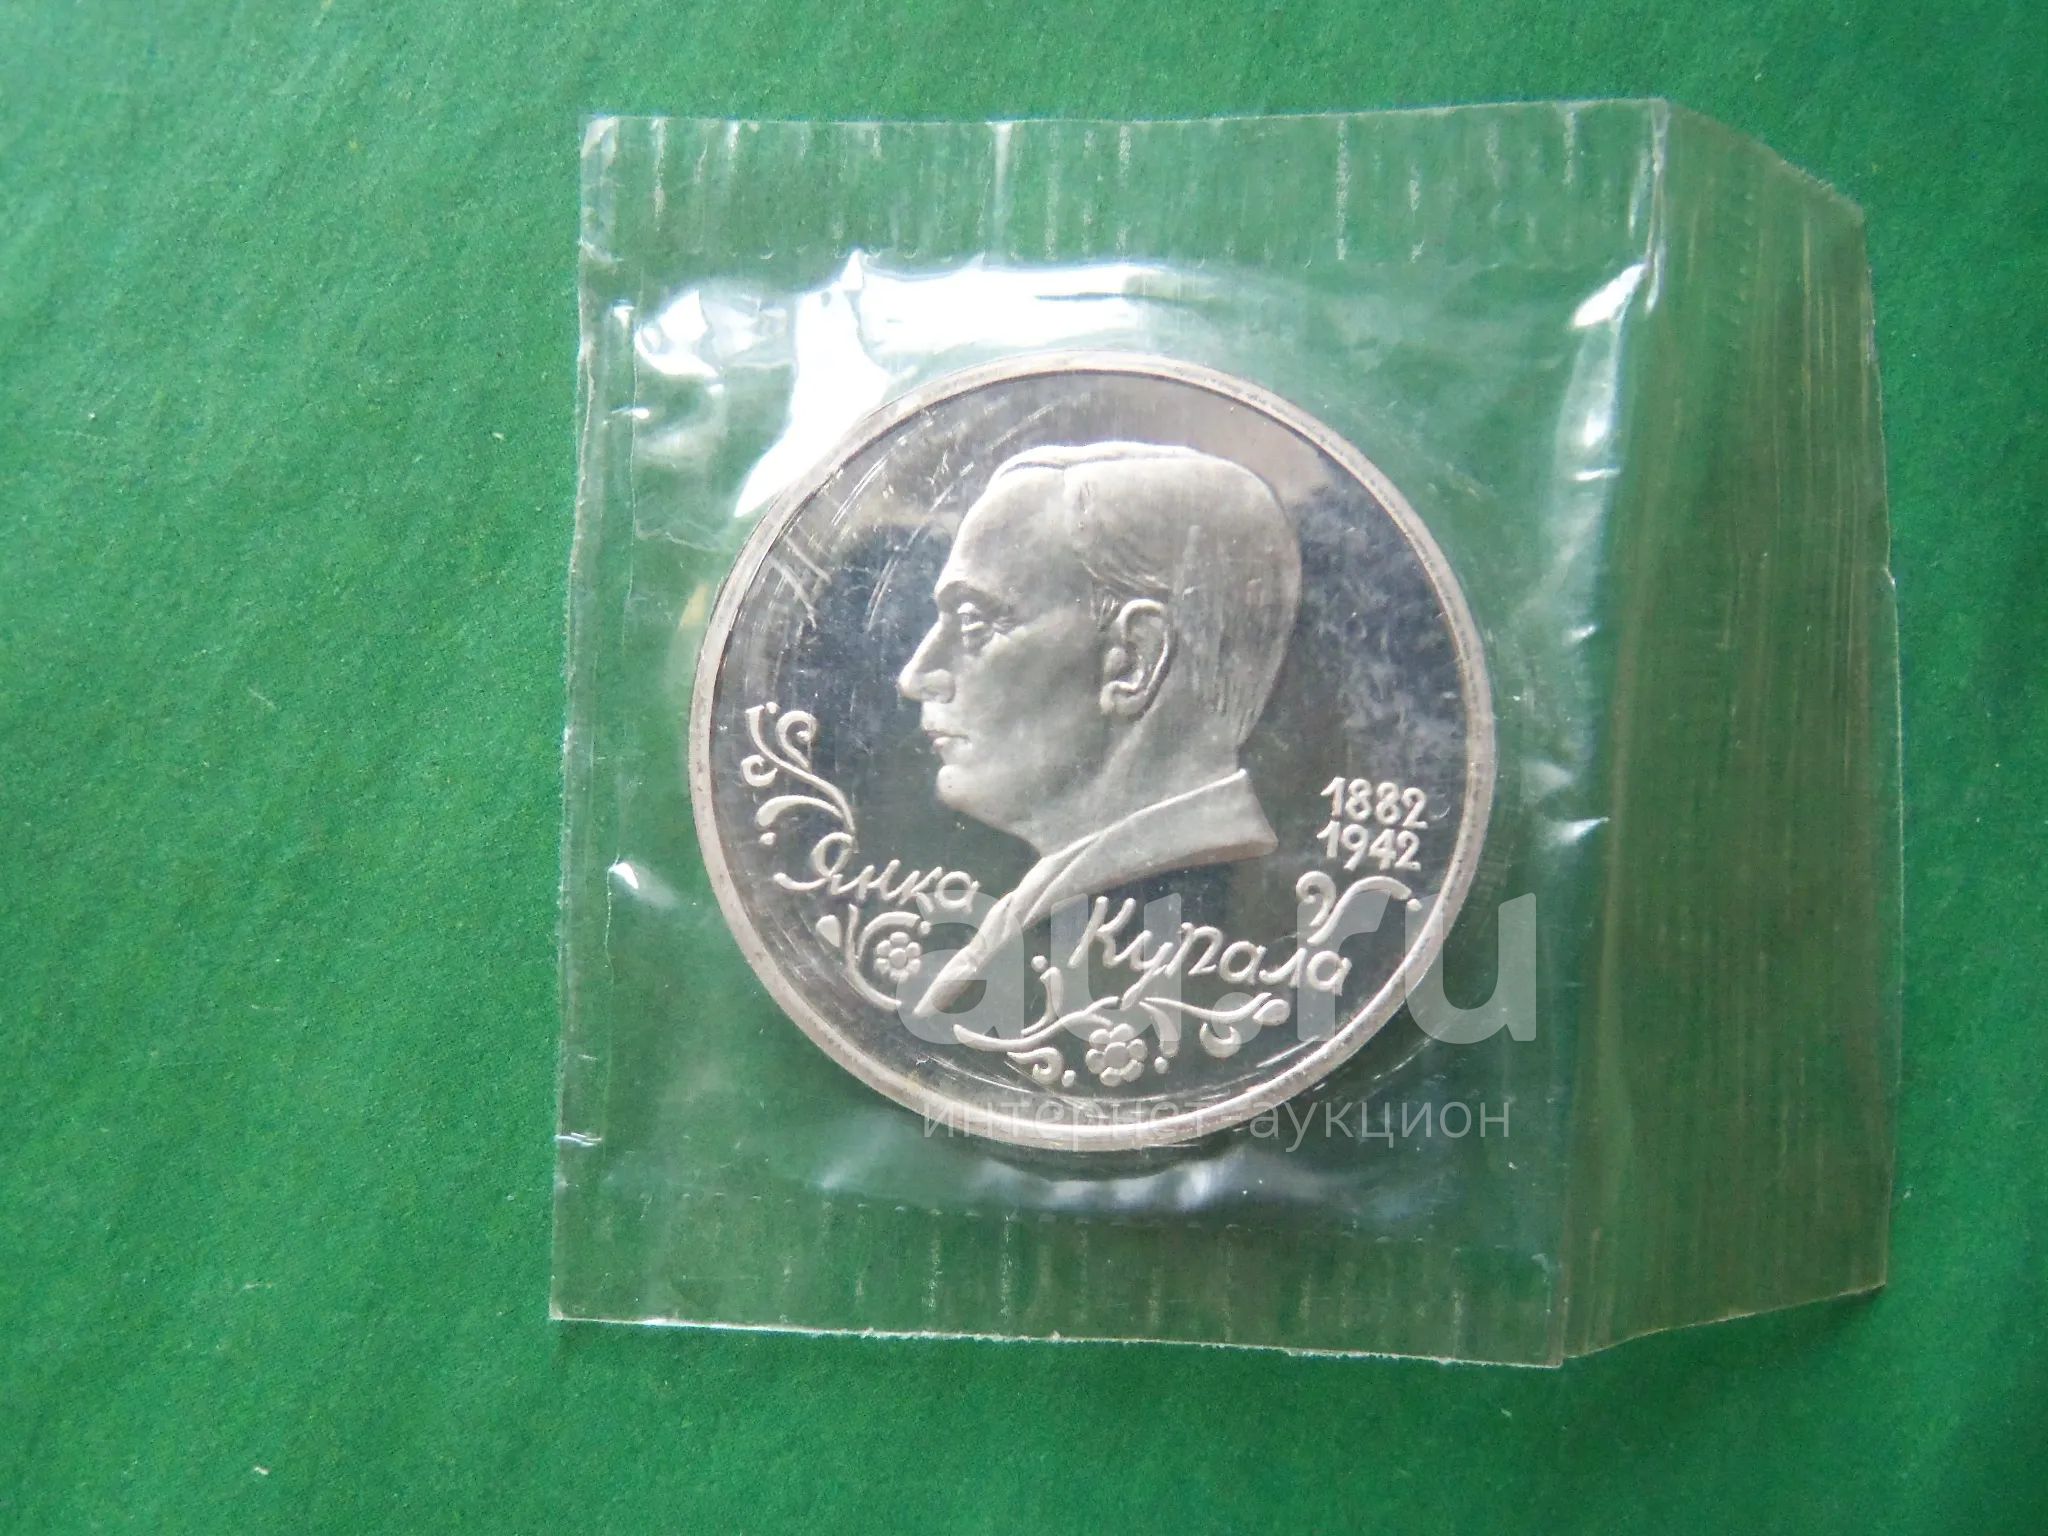 1882
1942
Янка
Купала
au.ru
интернет-аукцион